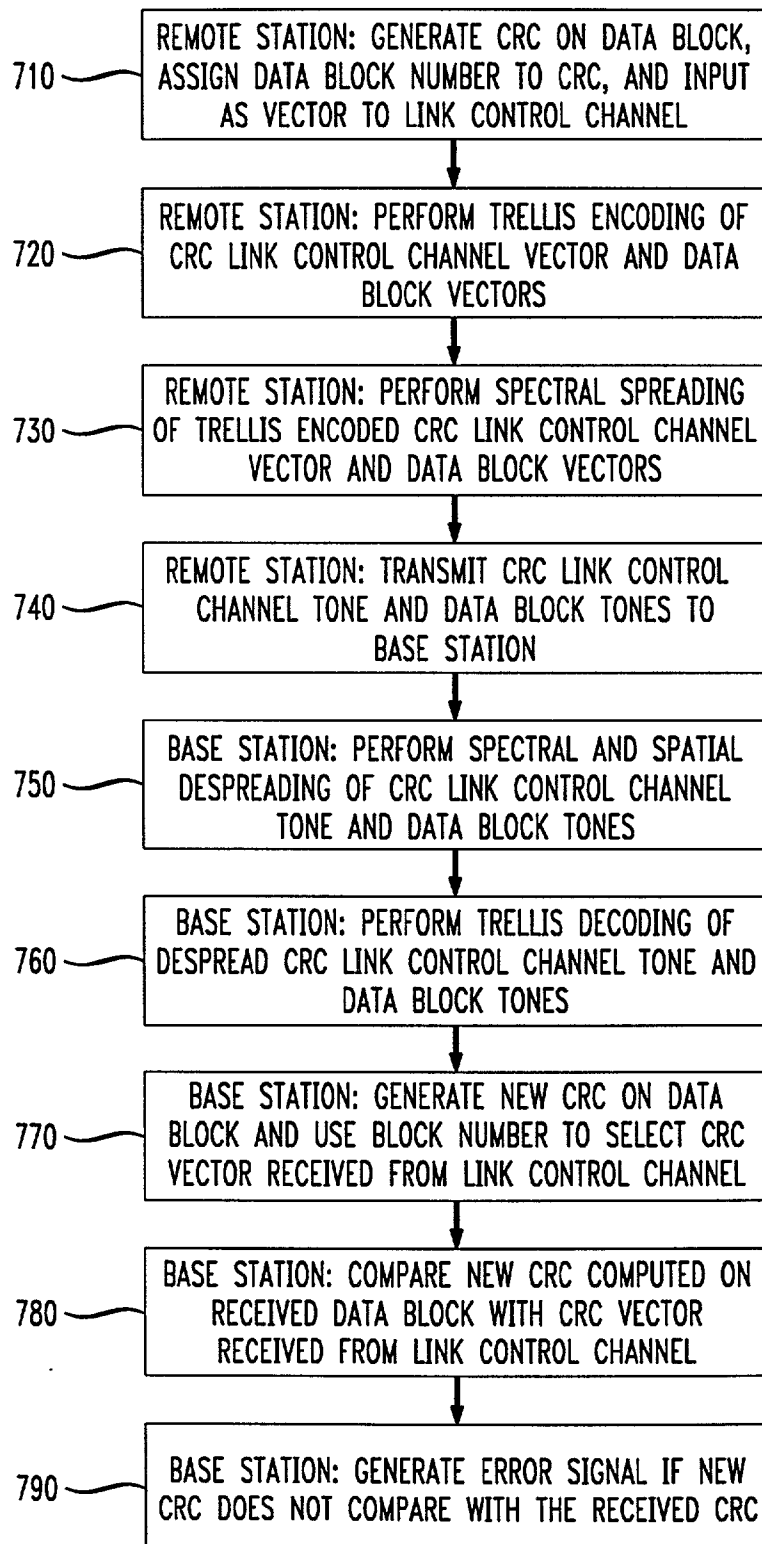 REMOTE STATION: GENERATE CRC ON DATA BLOCK,
710
ASSIGN DATA BLOCK NUMBER TO CRC, AND INPUT
AS VECTOR TO LINK CONTROL CHANNEL
REMOTE STATION: PERFORM TRELLIS ENCODING OF
720
CRC LINK CONTROL CHANNEL VECTOR AND DATA
BLOCK VECTORS
REMOTE STATION: PERFORM SPECTRAL SPREADING
730
OF TRELLIS ENCODED CRC LINK CONTROL CHANNEL
VECTOR AND DATA BLOCK VECTORS
REMOTE STATION: TRANSMIT CRC LINK CONTROL
740
CHANNEL TONE AND DATA BLOCK TONES TO
BASE STATION
BASE STATION: PERFORM SPECTRAL AND SPATIAL
750
DESPREADING OF CRC LINK CONTROL CHANNEL
TONE AND DATA BLOCK TONES
BASE STATION: PERFORM TRELLIS DECODING OF
760
DESPREAD CRC LINK CONTROL CHANNEL TONE AND
DATA BLOCK TONES
BASE STATION: GENERATE NEW CRC ON DATA
770
BLOCK AND USE BLOCK NUMBER TO SELECT CRC
VECTOR RECEIVED FROM LINK CONTROL CHANNEL
BASE STATION: COMPARE NEW CRC COMPUTED ON
780
RECEIVED DATA BLOCK WITH CRC VECTOR
RECEIVED FROM LINK CONTROL CHANNEL
790
BASE STATION: GENERATE ERROR SIGNAL IF NEW
CRC DOES NOT COMPARE WITH THE RECEIVED CRC